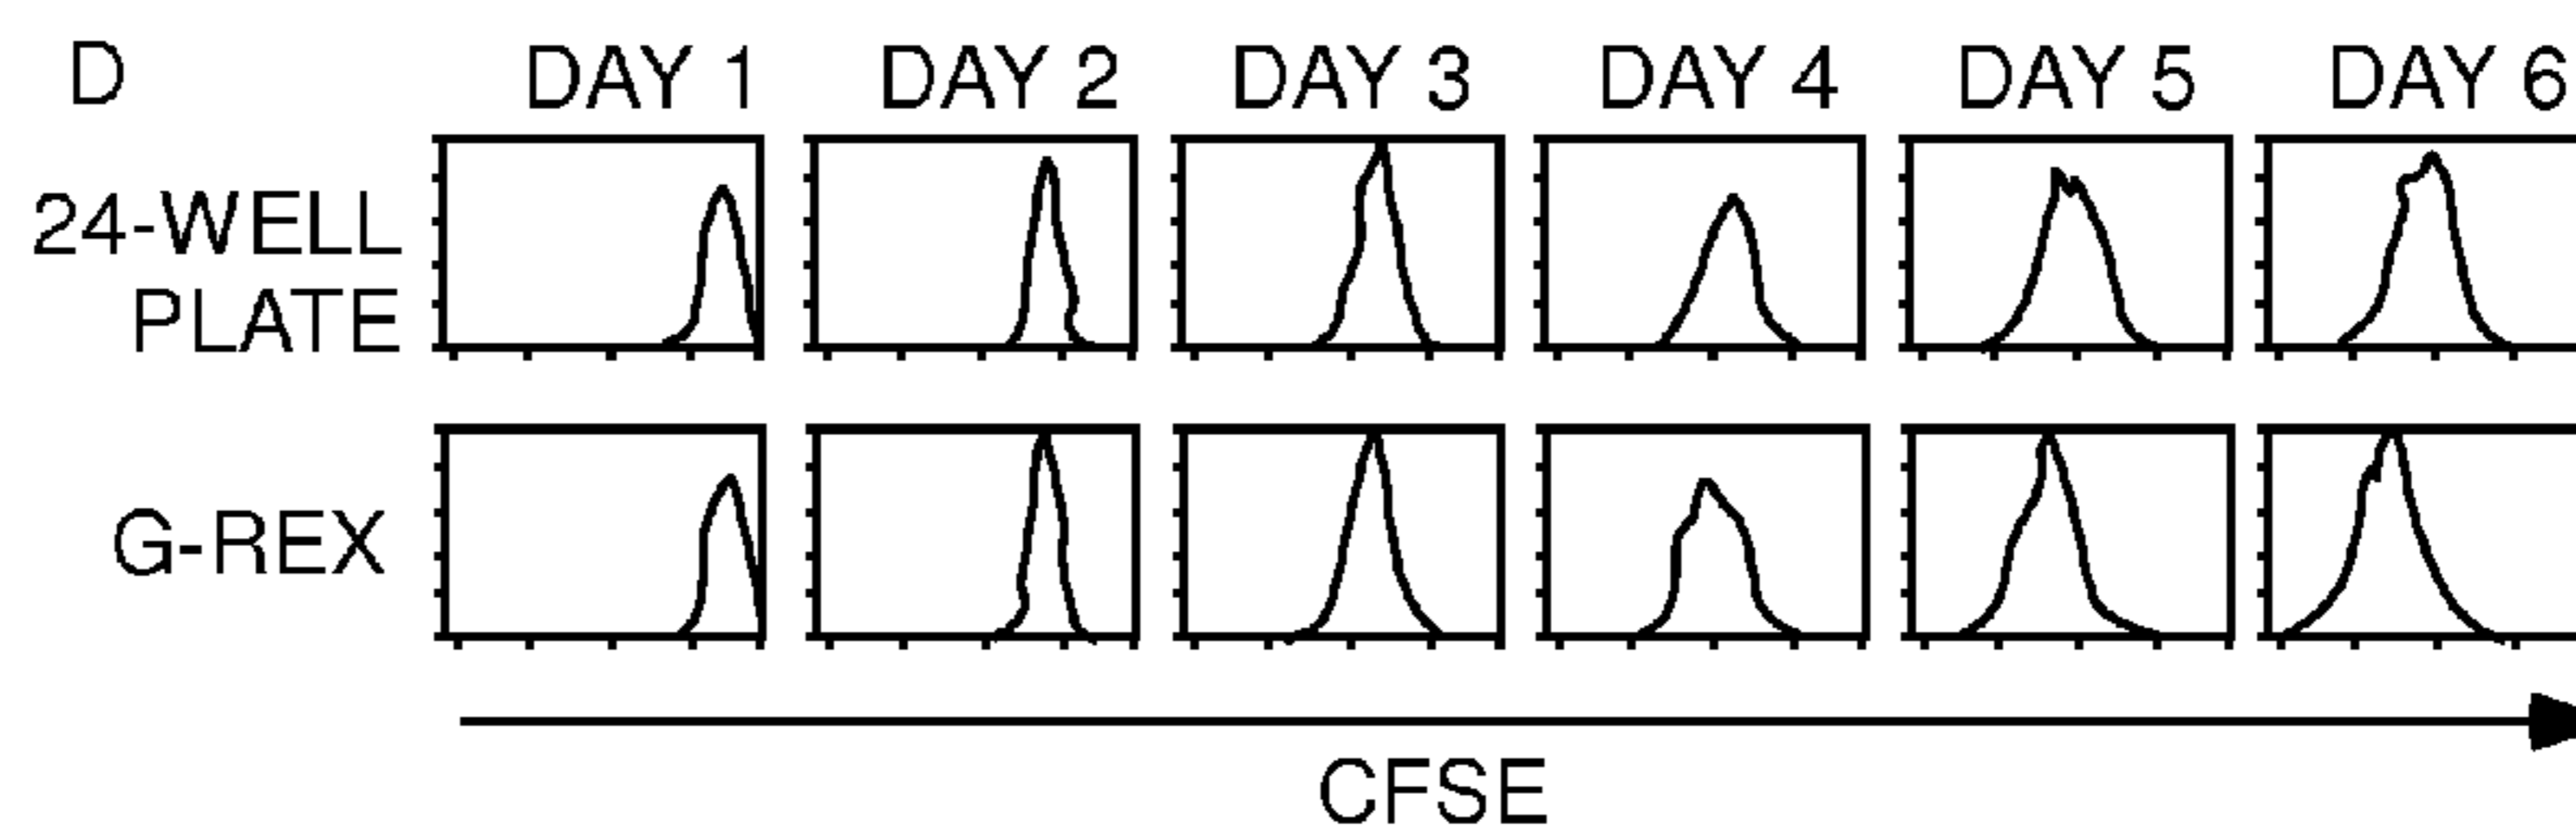 D
DAY 1 DAY 2 DAY 3 DAY 4 DAY 5 DAY 6
24-WELL
PLATE
G-REX
CFSE